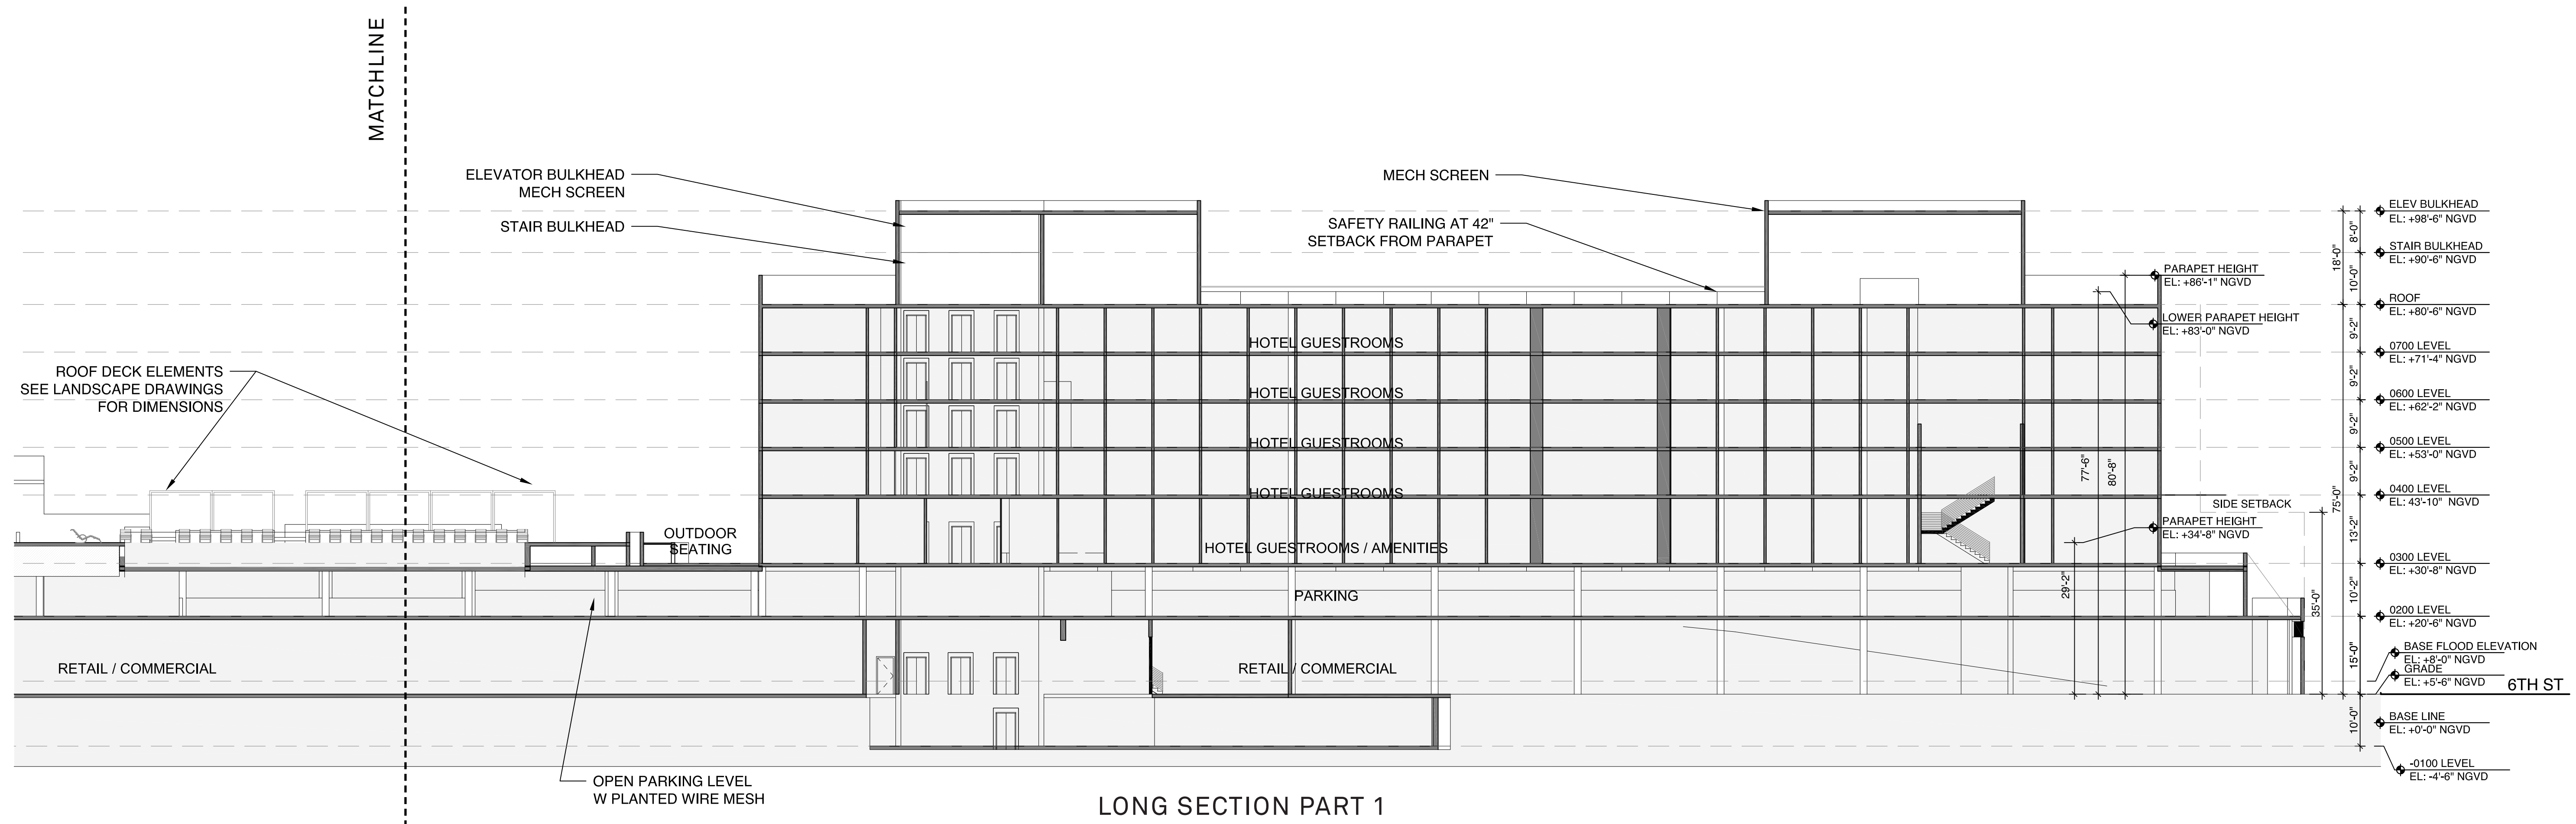 MATCHLINE
ELEVATOR BULKHEAD
MECH SCREEN
STAIR BULKHEAD
MECH SCREEN
SAFETY RAILING AT 42"
SETBACK FROM PARAPET
ROOF DECK ELEMENTS
SEE LANDSCAPE DRAWINGS
FOR DIMENSIONS
OUTDOOR
SEATING
HOTEL GUESTROOMS
HOTEL GUESTROOMS
HOTEL GUESTROOMS
HOTEL GUESTROOMS
HOTEL GUESTROOMS / AMENITIES
PARKING
RETAIL / COMMERCIAL
RETAIL / COMMERCIAL
OPEN PARKING LEVEL
W PLANTED WIRE MESH
PARAPET HEIGHT
EL: +86'-1" NGVD
LOWER PARAPET HEIGHT
EL: +83'-0" NGVD
SIDE SETBACK
PARAPET HEIGHT
EL: +34'-8" NGVD
29'-2"
77'-6"
80'-8"
35'-0"
75'-0"
18'-0"
8'-0"
10'-0"
9'-2"
9'-2"
9'-2"
9'-2"
13'-2"
10'-2"
15'-0"
10'-0"
ELEV BULKHEAD
EL: +98'-6" NGVD
STAIR BULKHEAD
EL: +90'-6" NGVD
ROOF
EL: +80'-6" NGVD
0700 LEVEL
EL: +71'-4" NGVD
0600 LEVEL
EL: +62'-2" NGVD
0500 LEVEL
EL: +53'-0" NGVD
0400 LEVEL
EL: 43'-10" NGVD
0300 LEVEL
EL: +30'-8" NGVD
0200 LEVEL
EL: +20'-6" NGVD
BASE FLOOD ELEVATION
EL: +8'-0" NGVD
GRADE
EL: +5'-6" NGVD
6TH ST
BASE LINE
EL: +0'-0" NGVD
-0100 LEVEL
EL: -4'-6" NGVD
LONG SECTION PART 1